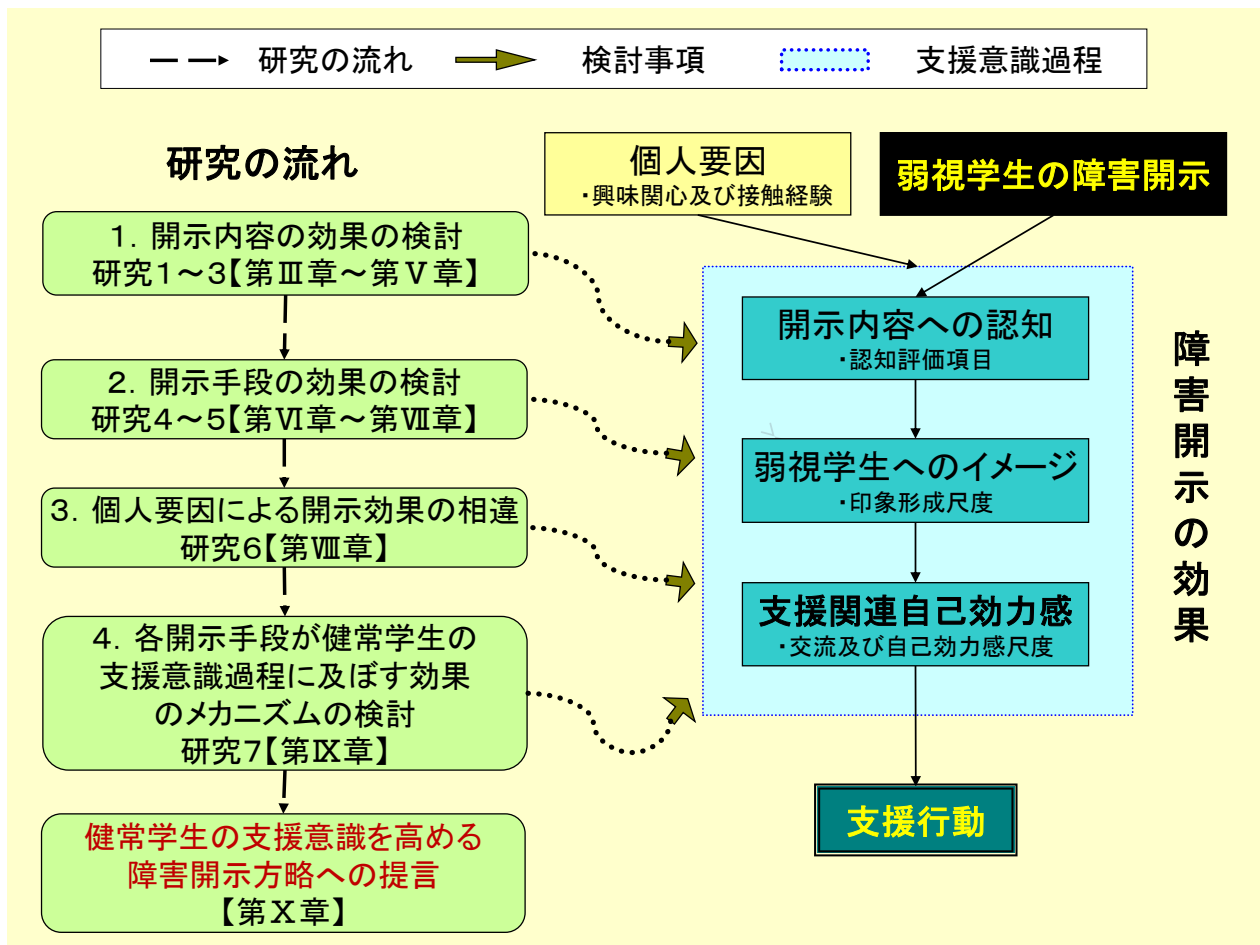 研究の流れ
検討事項
支援意識過程
研究の流れ
1．開示内容の効果の検討
研究1～3【第Ⅲ章～第Ⅴ章】
2．開示手段の効果の検討
研究4～5【第Ⅵ章～第Ⅶ章】
3．個人要因による開示効果の相違
研究6【第Ⅷ章】
4．各開示手段が健常学生の
支援意識過程に及ぼす効果
のメカニズムの検討
研究7【第Ⅸ章】
健常学生の支援意識を高める
障害開示方略への提言
【第Ⅹ章】
個人要因
・興味関心及び接触経験
弱視学生の障害開示
開示内容への認知
・認知評価項目
弱視学生へのイメージ
・印象形成尺度
支援関連自己効力感
・交流及び自己効力感尺度
支援行動
障害開示の効果